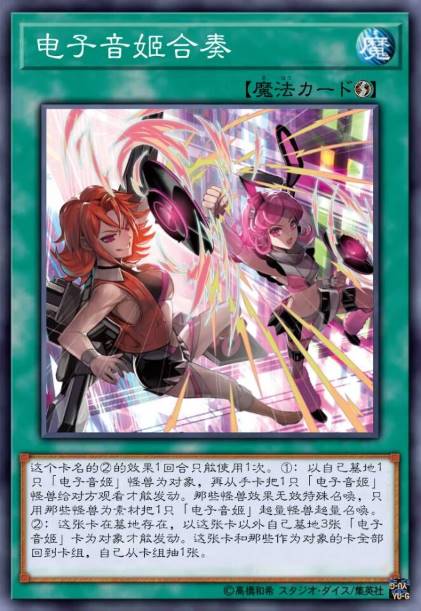 电子音姬合奏
魔
【魔法カード】
这个卡名的②的效果1回合只能使用1次。①：以自己墓地1
只「电子音姬」怪兽为对象，再从手卡把1只「电子音姬」
怪兽给对方观看才能发动。那些怪兽效果无效特殊召唤，只
用那些怪兽为素材把1只「电子音姬」超量怪兽超量召唤。
②：这张卡在墓地存在，以这张卡以外自己墓地3张「电子
音姬」卡为对象才能发动。这张卡和那些作为对象的卡全部
回到卡组，自己从卡组抽1张。
©高橋和希 スタジオ・ダイス/集英社